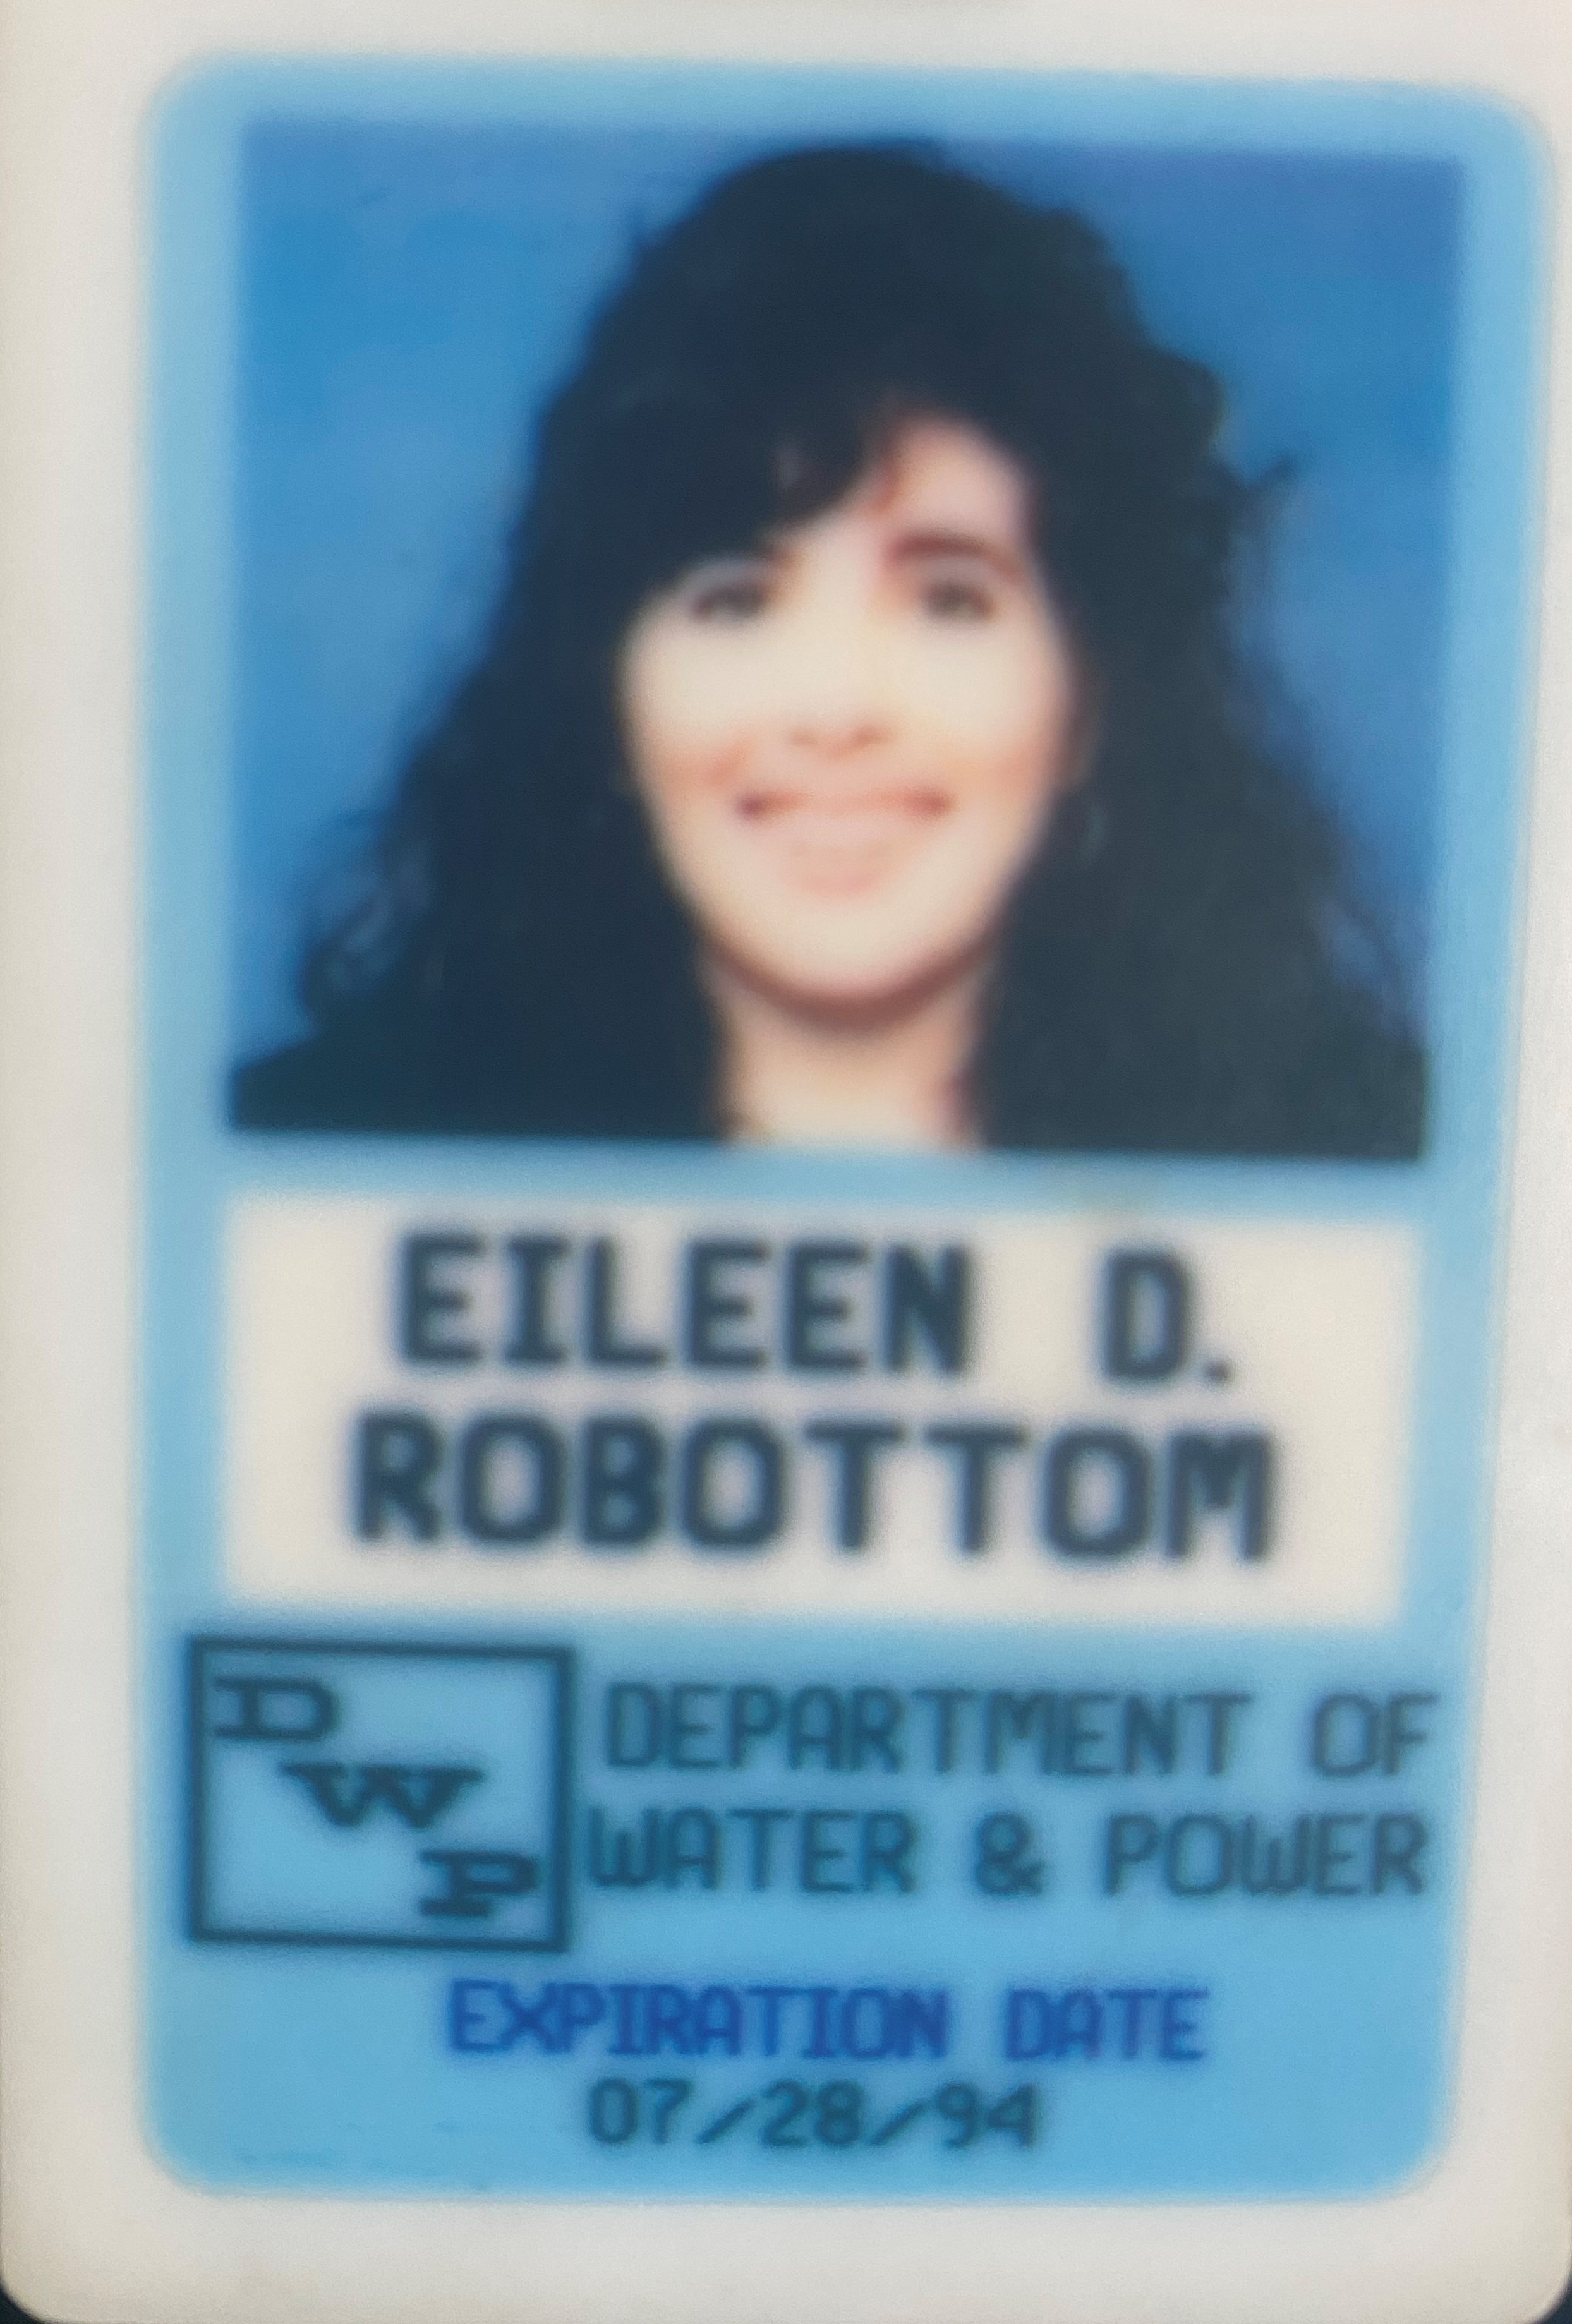 EILEEN D.
ROBOTTOM
DWP
DEPARTMENT OF
WATER & POWER
EXPIRATION DATE
07/28/94